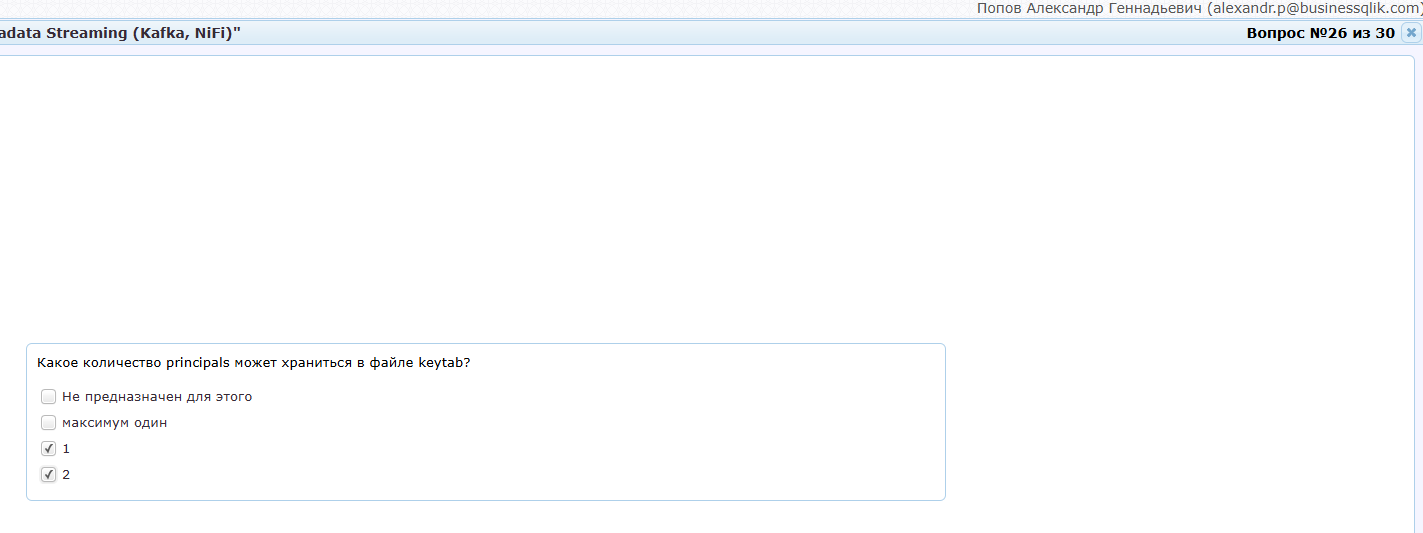 Попов Александр Геннадьевич (alexandr.p@businessqlik.com)
adata Streaming (Kafka, NiFi)"
Вопрос №26 из 30
Какое количество principals может храниться в файле keytab?
Не предназначен для этого
максимум один
1
2